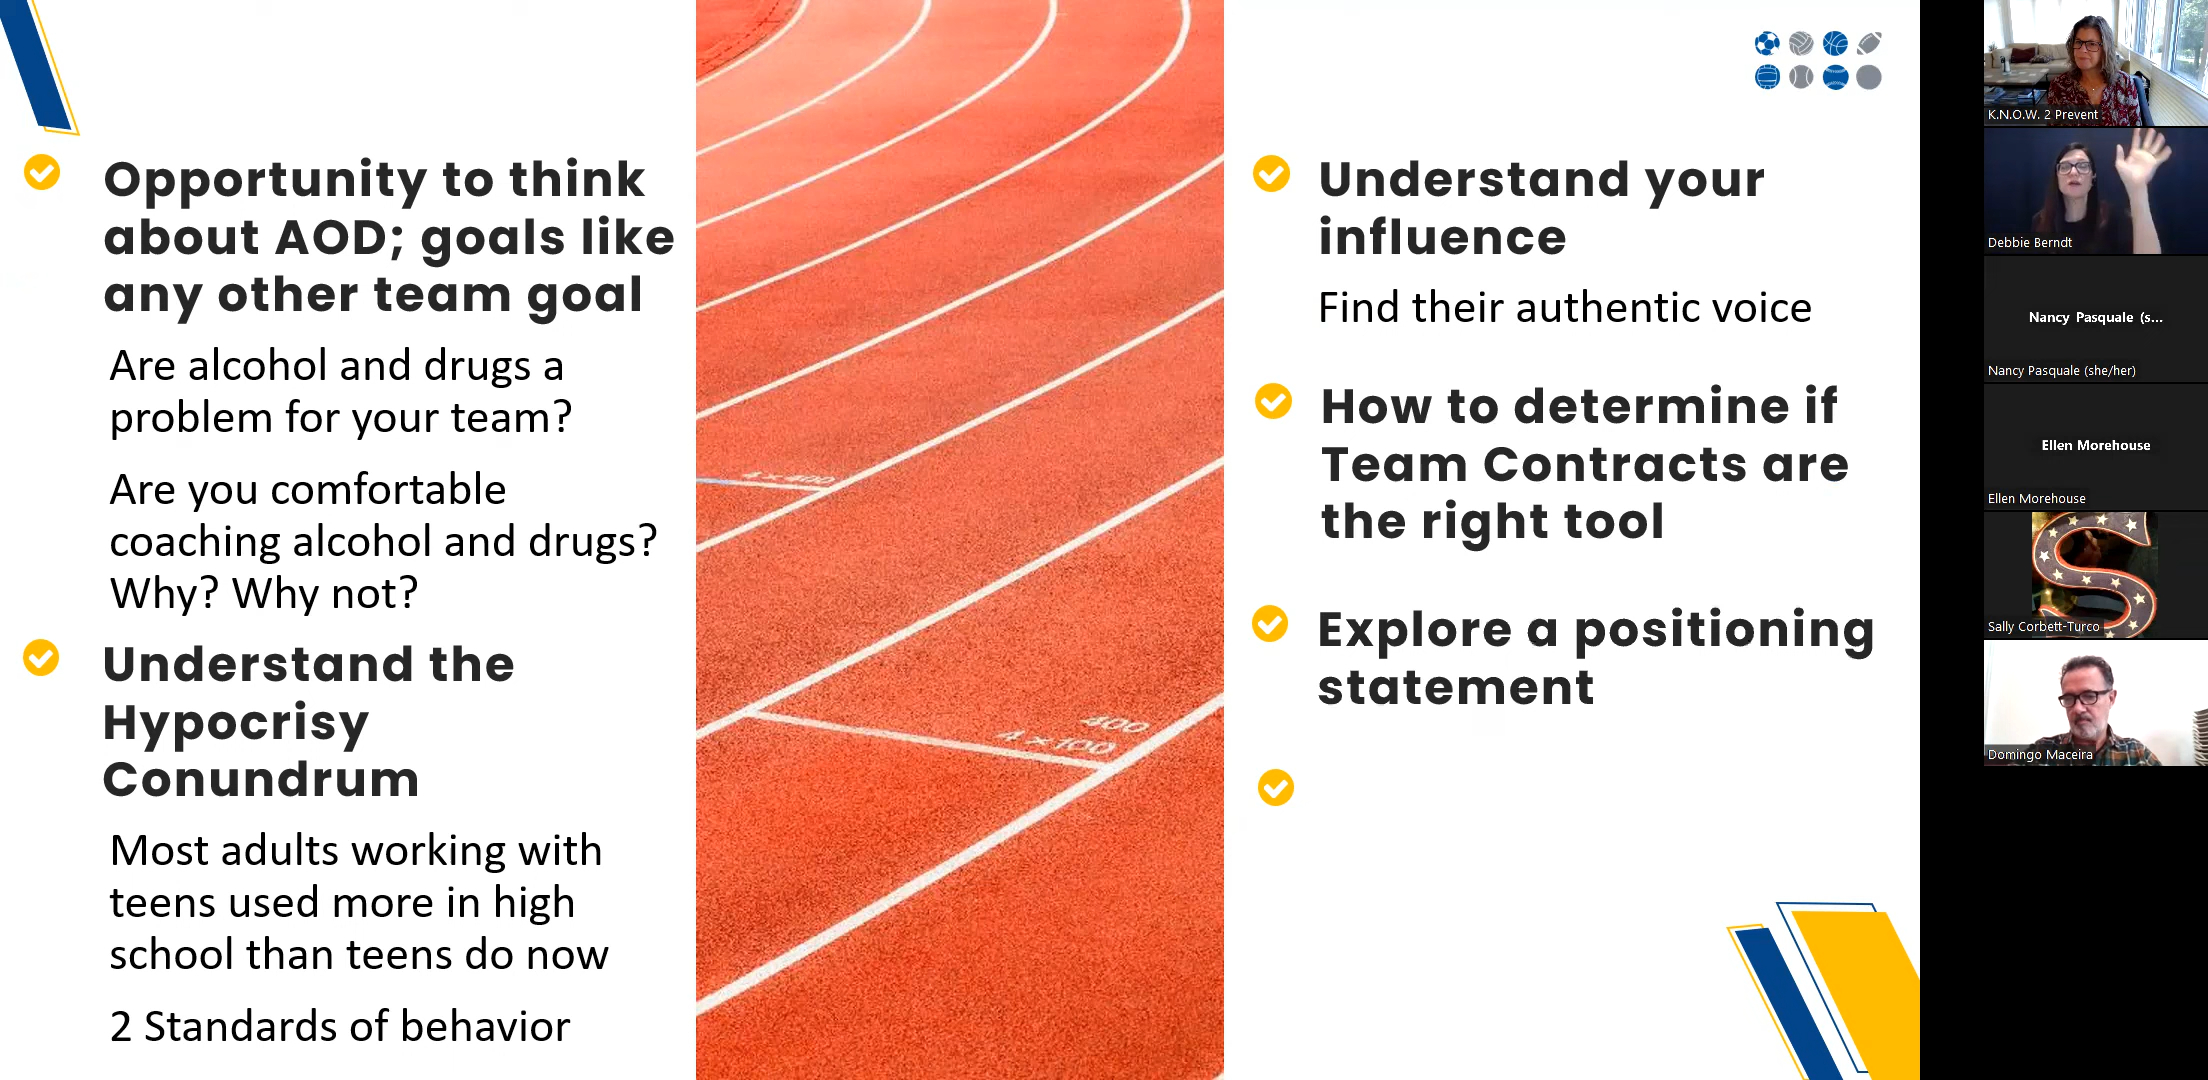 Opportunity to think
about AOD; goals like
any other team goal
Are alcohol and drugs a
problem for your team?
Are you comfortable
coaching alcohol and drugs?
Why? Why not?
Understand the
Hypocrisy
Conundrum
Most adults working with
teens used more in high
school than teens do now
2 Standards of behavior
4 x 400
400
4 x 100
Understand your
influence
Find their authentic voice
How to determine if
Team Contracts are
the right tool
Explore a positioning
statement
K.N.O.W. 2 Prevent
Debbie Berndt
Nancy Pasquale (s...
Nancy Pasquale (she/her)
Ellen Morehouse
Ellen Morehouse
S
Sally Corbett-Turco
Domingo Maceira